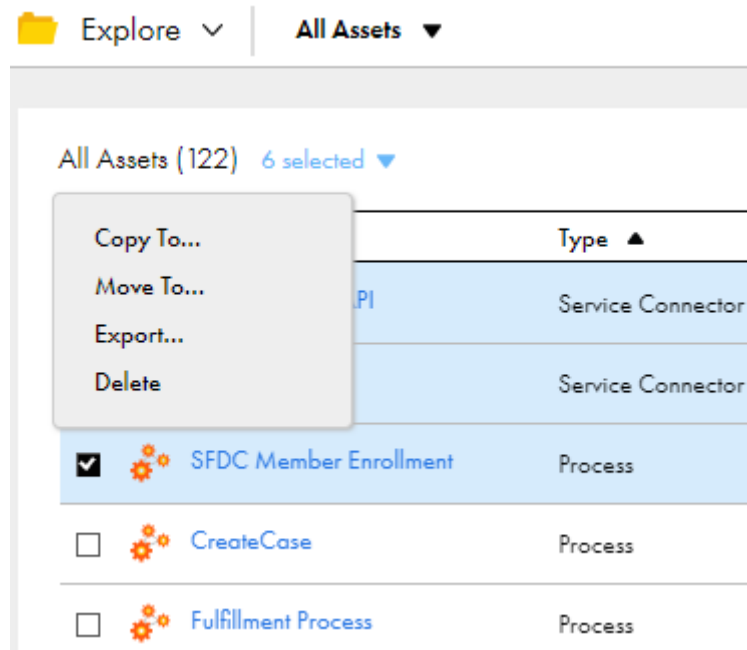 Explore All Assets
All Assets (122) 6 selected
Copy To...
Move To...
Export...
Delete
Type
PI Service Connector
Service Connector
SFDC Member Enrollment Process
CreateCase Process
Fulfillment Process Process